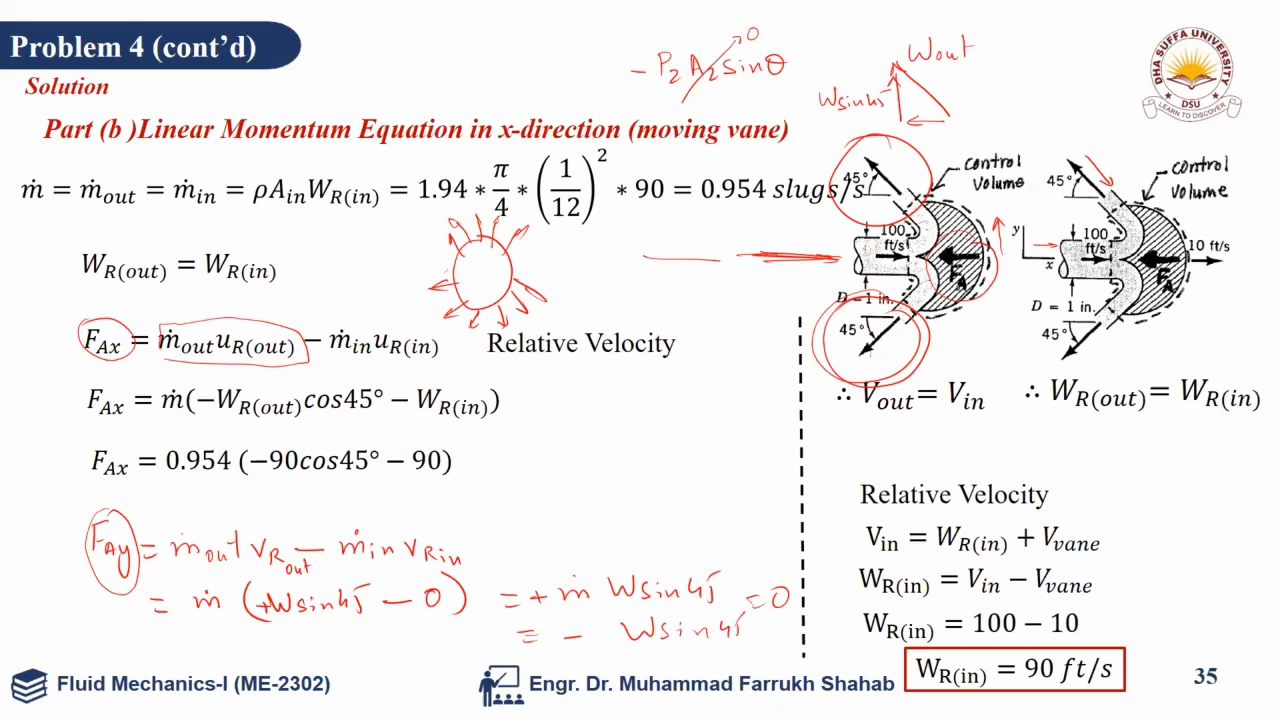 Problem 4 (cont'd)
Solution
− P₂ A₂ sinθ 0
Wout
Wsin45
DHA SUFFA UNIVERSITY
DSU
LEARN TO DISCOVER
Part (b )Linear Momentum Equation in x-direction (moving vane)
ṁ = ṁout = ṁin = ρAinWR(in) = 1.94 * π/4 * (1/12)² * 90 = 0.954 slugs/s
WR(out) = WR(in)
FAx = ṁoutuR(out) − ṁinuR(in) Relative Velocity
FAx = ṁ(−WR(out)cos45° − WR(in))
FAx = 0.954 (−90cos45° − 90)
FAy = ṁout VRout − ṁin VRin
= ṁ (+Wsin45 − 0) = + ṁ Wsin45
= − Wsin45 = 0
45°
control
volume
100
ft/s
FA
D = 1 in.
45°
∴ Vout= Vin
45°
control
volume
y
x
100
ft/s
10 ft/s
FA
D = 1 in.
45°
∴ WR(out)= WR(in)
Relative Velocity
Vin = WR(in) + Vvane
WR(in) = Vin − Vvane
WR(in) = 100 − 10
WR(in) = 90 ft/s
Fluid Mechanics-I (ME-2302)
Engr. Dr. Muhammad Farrukh Shahab
35